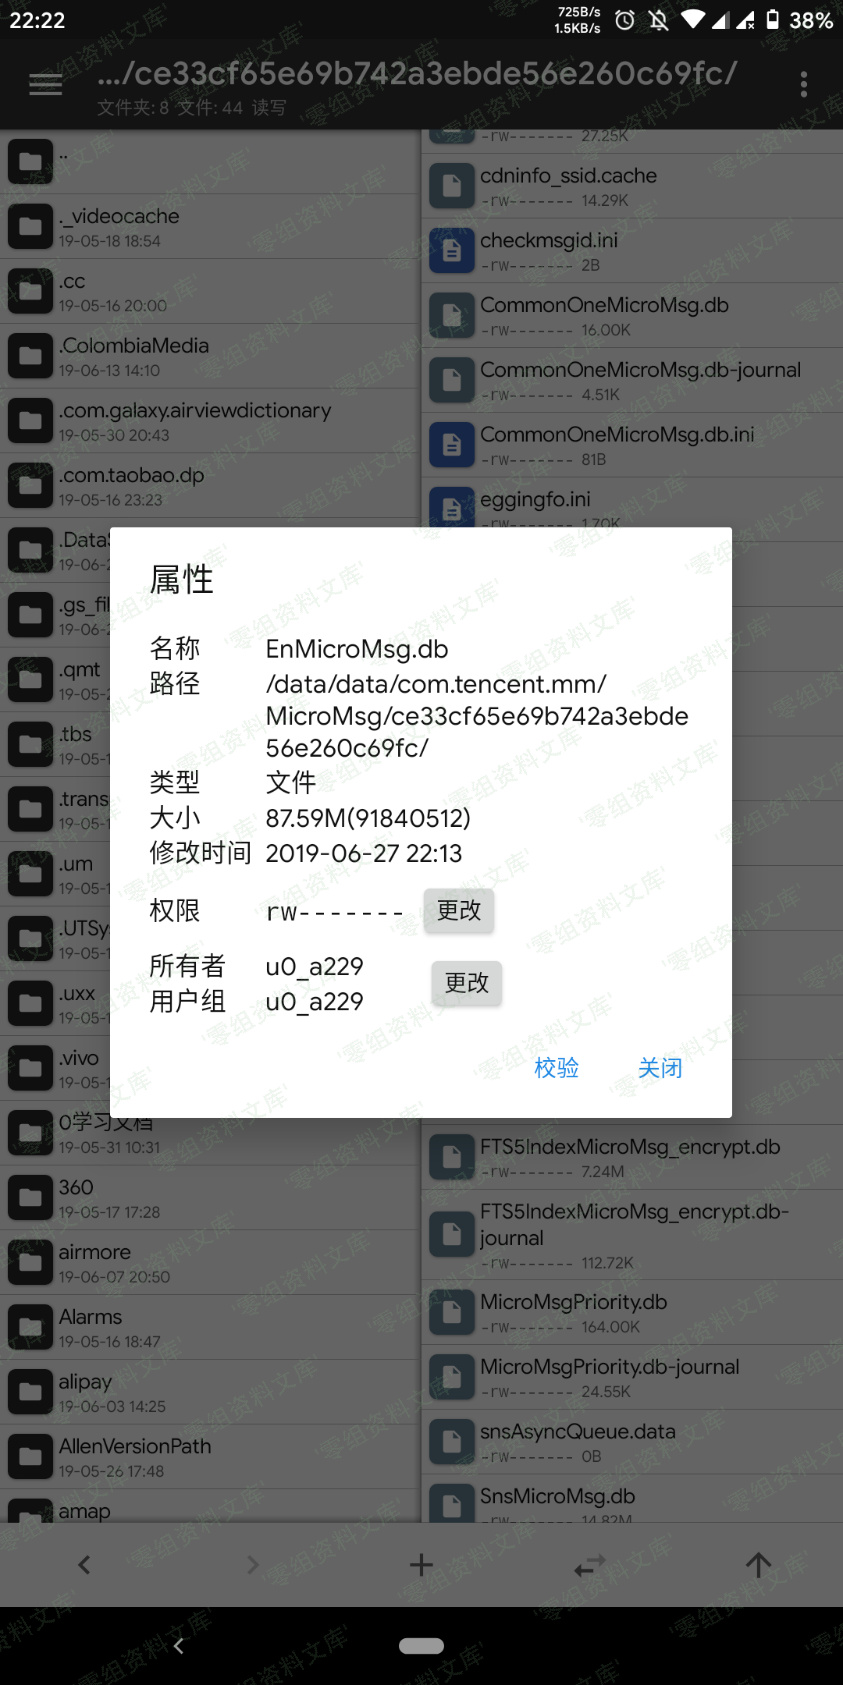 22:22
725B/s
1.5KB/s
38%
.../ce33cf65e69b742a3ebde56e260c69fc/
文件夹: 8 文件: 44 读写
..
._videocache
19-05-18 18:54
.cc
19-05-16 20:00
.ColombiaMedia
19-06-13 14:10
.com.galaxy.airviewdictionary
19-05-30 20:43
.com.taobao.dp
19-05-16 23:23
.Data
19-06-2
.gs_fil
19-06-2
.qmt
19-05-
.tbs
19-05-1
.trans
19-05-1
.um
19-05-1
.UTSy
19-05-1
.uxx
19-05-1
.vivo
19-05-1
0学习文档
19-05-31 10:31
360
19-05-17 17:28
airmore
19-06-07 20:50
Alarms
19-05-16 18:47
alipay
19-06-03 14:25
AllenVersionPath
19-05-26 17:48
amap
-rw------- 27.25K
cdninfo_ssid.cache
-rw------- 14.29K
checkmsgid.ini
-rw------- 2B
CommonOneMicroMsg.db
-rw------- 16.00K
CommonOneMicroMsg.db-journal
-rw------- 4.51K
CommonOneMicroMsg.db.ini
-rw------- 81B
eggingfo.ini
-rw------- 1.70K
属性
名称 EnMicroMsg.db
路径 /data/data/com.tencent.mm/
MicroMsg/ce33cf65e69b742a3ebde
56e260c69fc/
类型 文件
大小 87.59M(91840512)
修改时间 2019-06-27 22:13
权限 rw------- 更改
所有者 u0_a229
更改
用户组 u0_a229
校验 关闭
FTS5IndexMicroMsg_encrypt.db
-rw------- 7.24M
FTS5IndexMicroMsg_encrypt.db-
journal
-rw------- 112.72K
MicroMsgPriority.db
-rw------- 164.00K
MicroMsgPriority.db-journal
-rw------- 24.55K
snsAsyncQueue.data
-rw------- 0B
SnsMicroMsg.db
-rw------- 14.82M
'零组资料文库'